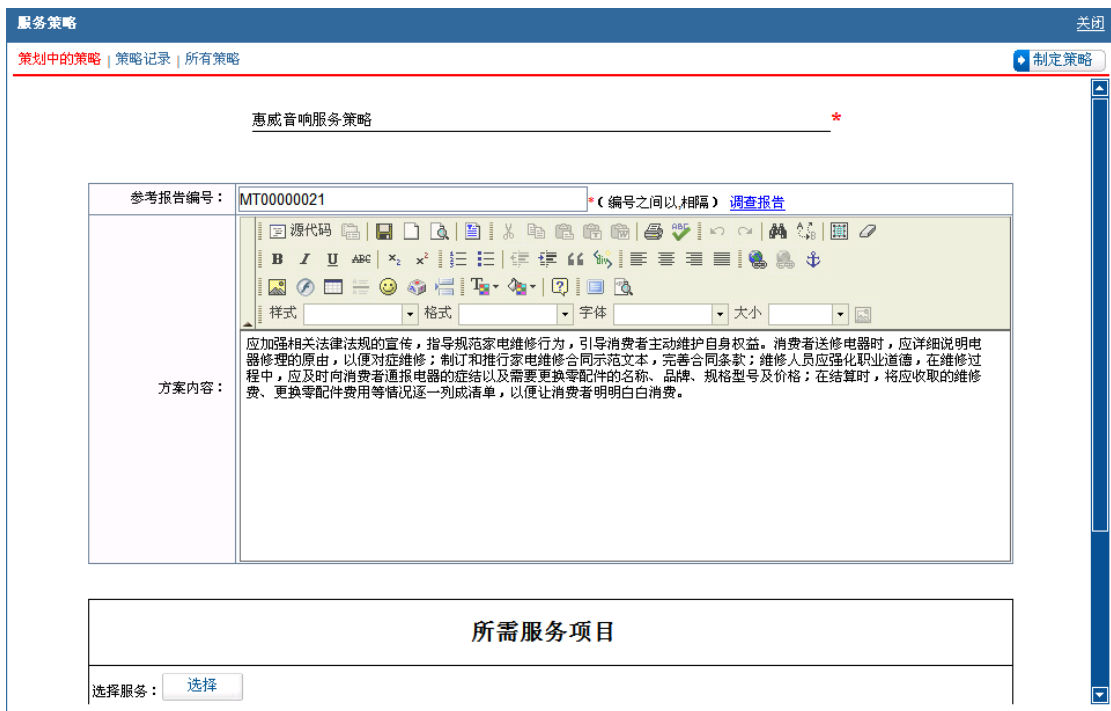 服务策略 关闭
策划中的策略 | 策略记录 | 所有策略 制定策略
惠威音响服务策略 *
参考报告编号： MT00000021 *（编号之间以,相隔） 调查报告
源代码
样式 格式 字体 大小
方案内容：
应加强相关法律法规的宣传，指导规范家电维修行为，引导消费者主动维护自身权益。消费者送修电器时，应详细说明电
器修理的原由，以便对症维修；制订和推行家电维修合同示范文本，完善合同条款；维修人员应强化职业道德，在维修过
程中，应及时向消费者通报电器的症结以及需要更换零配件的名称、品牌、规格型号及价格；在结算时，将应收取的维修
费、更换零配件费用等情况逐一列成清单，以便让消费者明明白白消费。
所需服务项目
选择服务： 选择